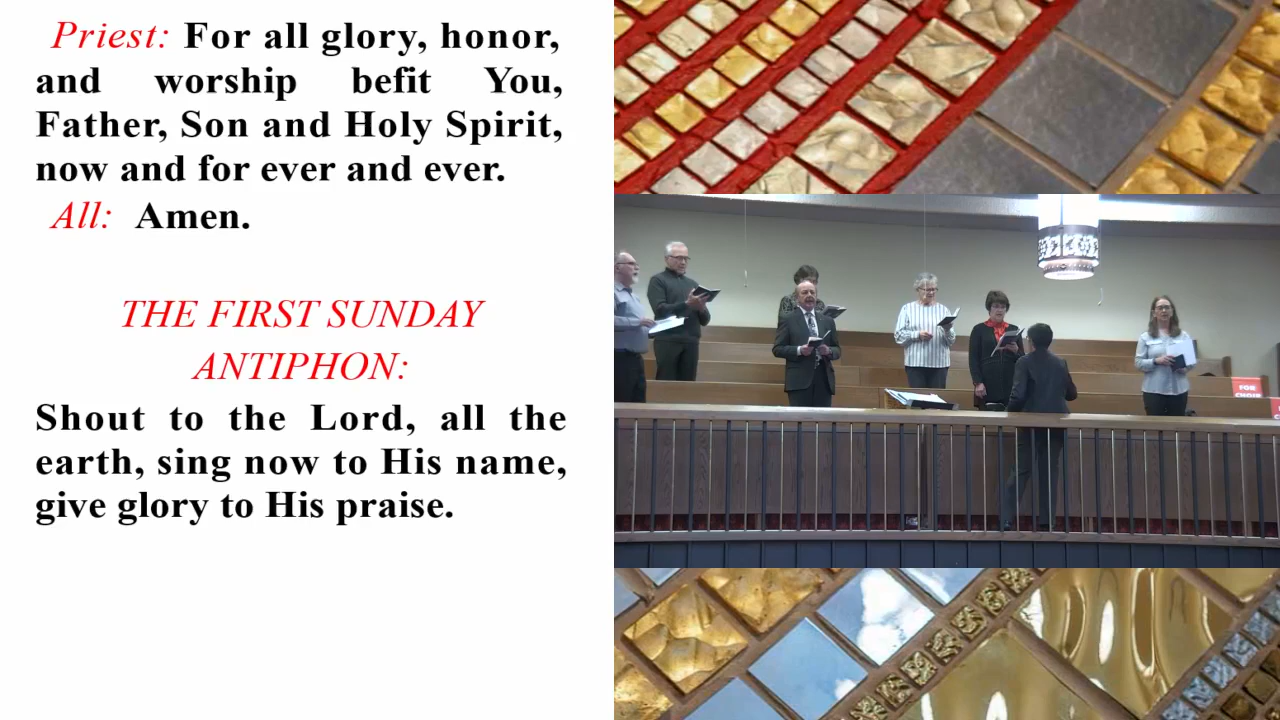 Priest: For all glory, honor,
and worship befit You,
Father, Son and Holy Spirit,
now and for ever and ever.
All: Amen.
THE FIRST SUNDAY
ANTIPHON:
Shout to the Lord, all the
earth, sing now to His name,
give glory to His praise.
FOR
CHOIR